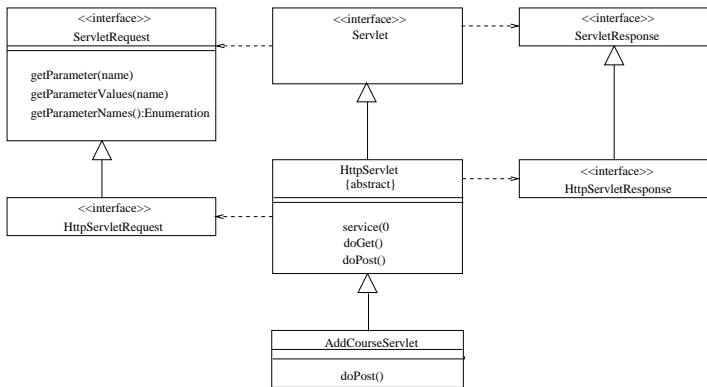 <<interface>>
ServletRequest
getParameter(name)
getParameterValues(name)
getParameterNames():Enumeration
<<interface>>
Servlet
<<interface>>
ServletResponse
<<interface>>
HttpServletRequest
HttpServlet
{abstract}
service(0
doGet()
doPost()
<<interface>>
HttpServletResponse
AddCourseServlet
doPost()